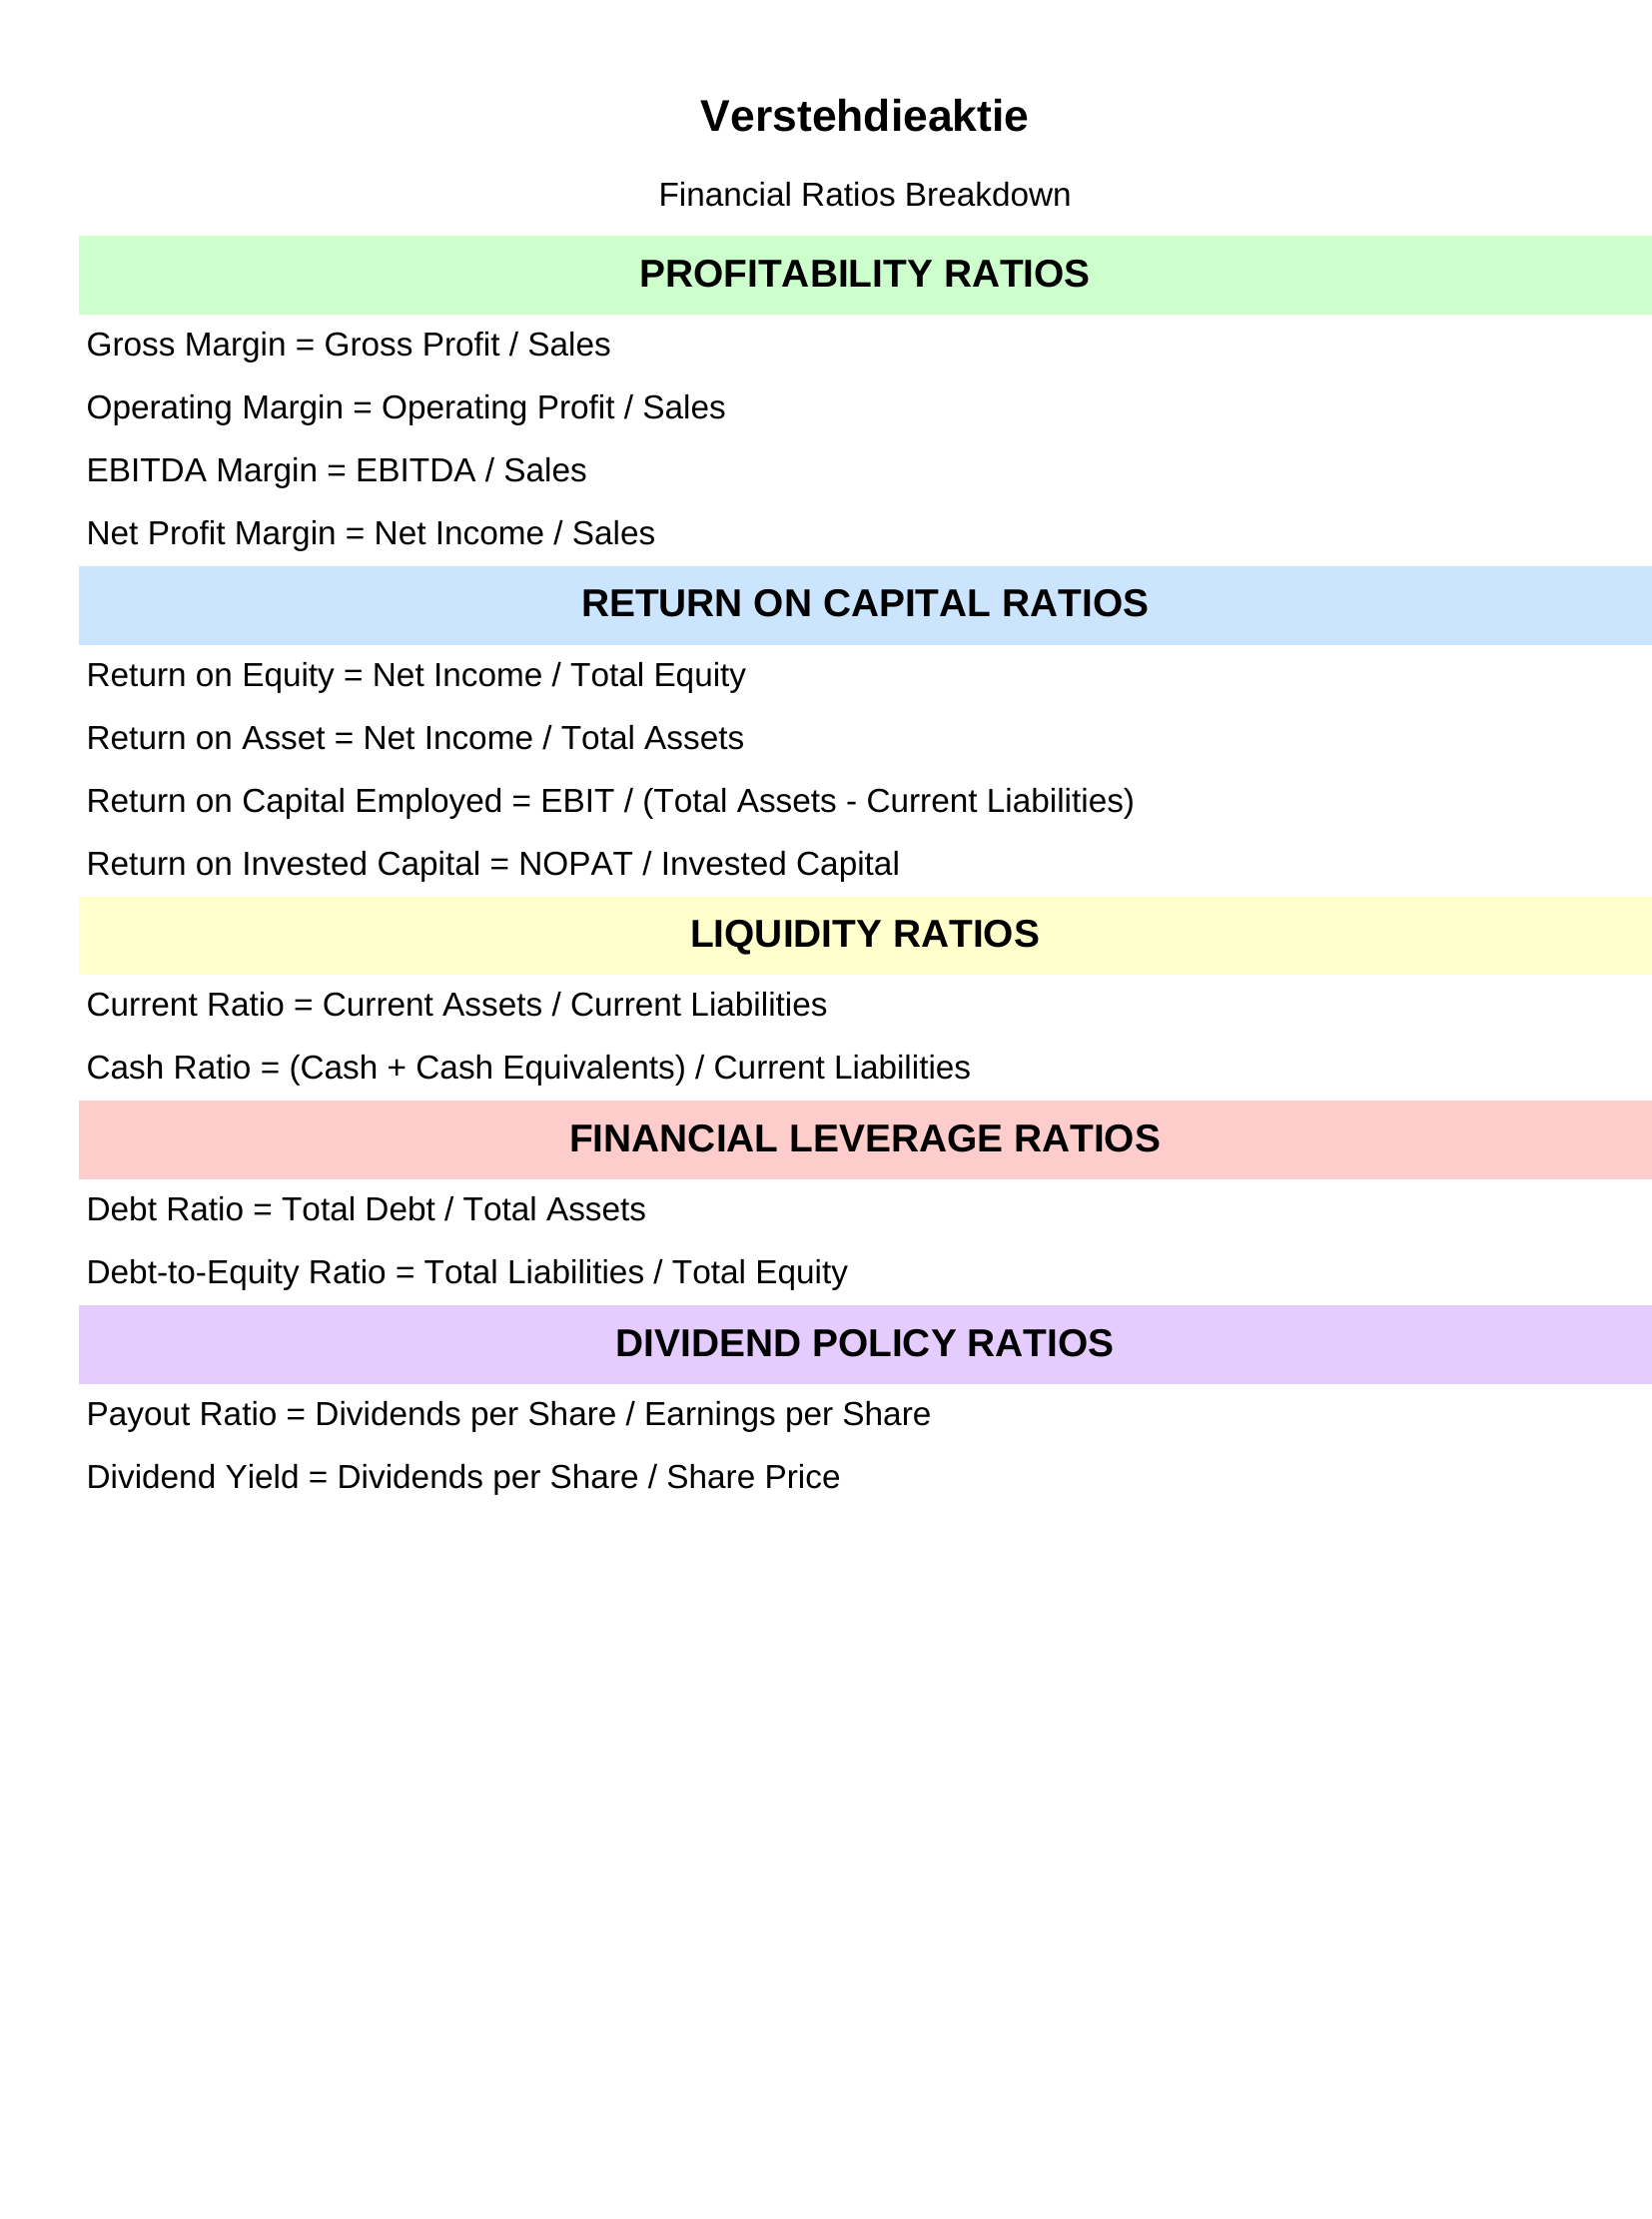 Verstehdieaktie
Financial Ratios Breakdown
PROFITABILITY RATIOS
Gross Margin = Gross Profit / Sales
Operating Margin = Operating Profit / Sales
EBITDA Margin = EBITDA / Sales
Net Profit Margin = Net Income / Sales
RETURN ON CAPITAL RATIOS
Return on Equity = Net Income / Total Equity
Return on Asset = Net Income / Total Assets
Return on Capital Employed = EBIT / (Total Assets - Current Liabilities)
Return on Invested Capital = NOPAT / Invested Capital
LIQUIDITY RATIOS
Current Ratio = Current Assets / Current Liabilities
Cash Ratio = (Cash + Cash Equivalents) / Current Liabilities
FINANCIAL LEVERAGE RATIOS
Debt Ratio = Total Debt / Total Assets
Debt-to-Equity Ratio = Total Liabilities / Total Equity
DIVIDEND POLICY RATIOS
Payout Ratio = Dividends per Share / Earnings per Share
Dividend Yield = Dividends per Share / Share Price